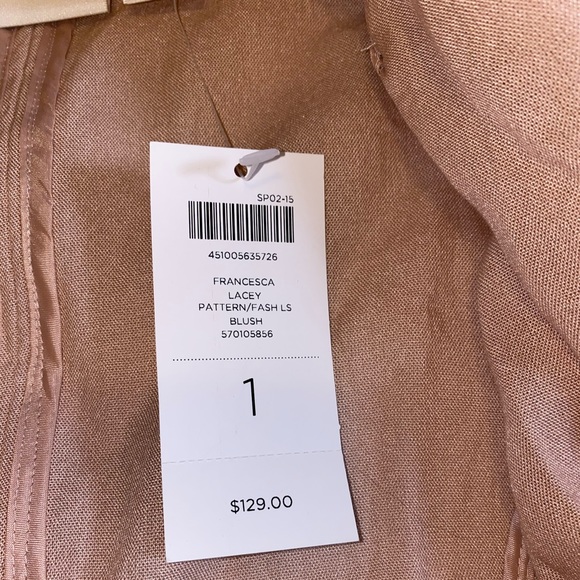 SP02-15
451005635726
FRANCESCA
LACEY
PATTERN/FASH LS
BLUSH
570105856
1
$129.00